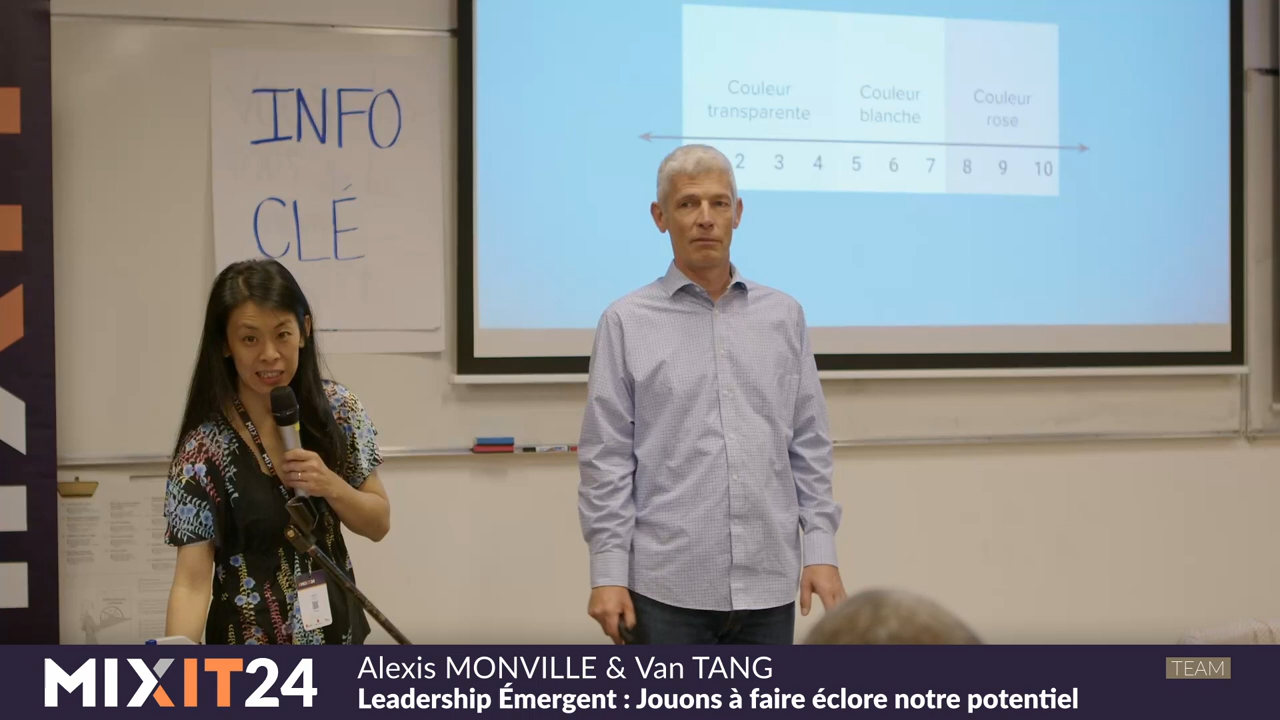 INFO
CLÉ
Couleur
transparente
Couleur
blanche
Couleur
rose
2 3 4 5 6 7 8 9 10
MIXIT
MIXIT24
Alexis MONVILLE & Van TANG
Leadership Émergent : Jouons à faire éclore notre potentiel
TEAM